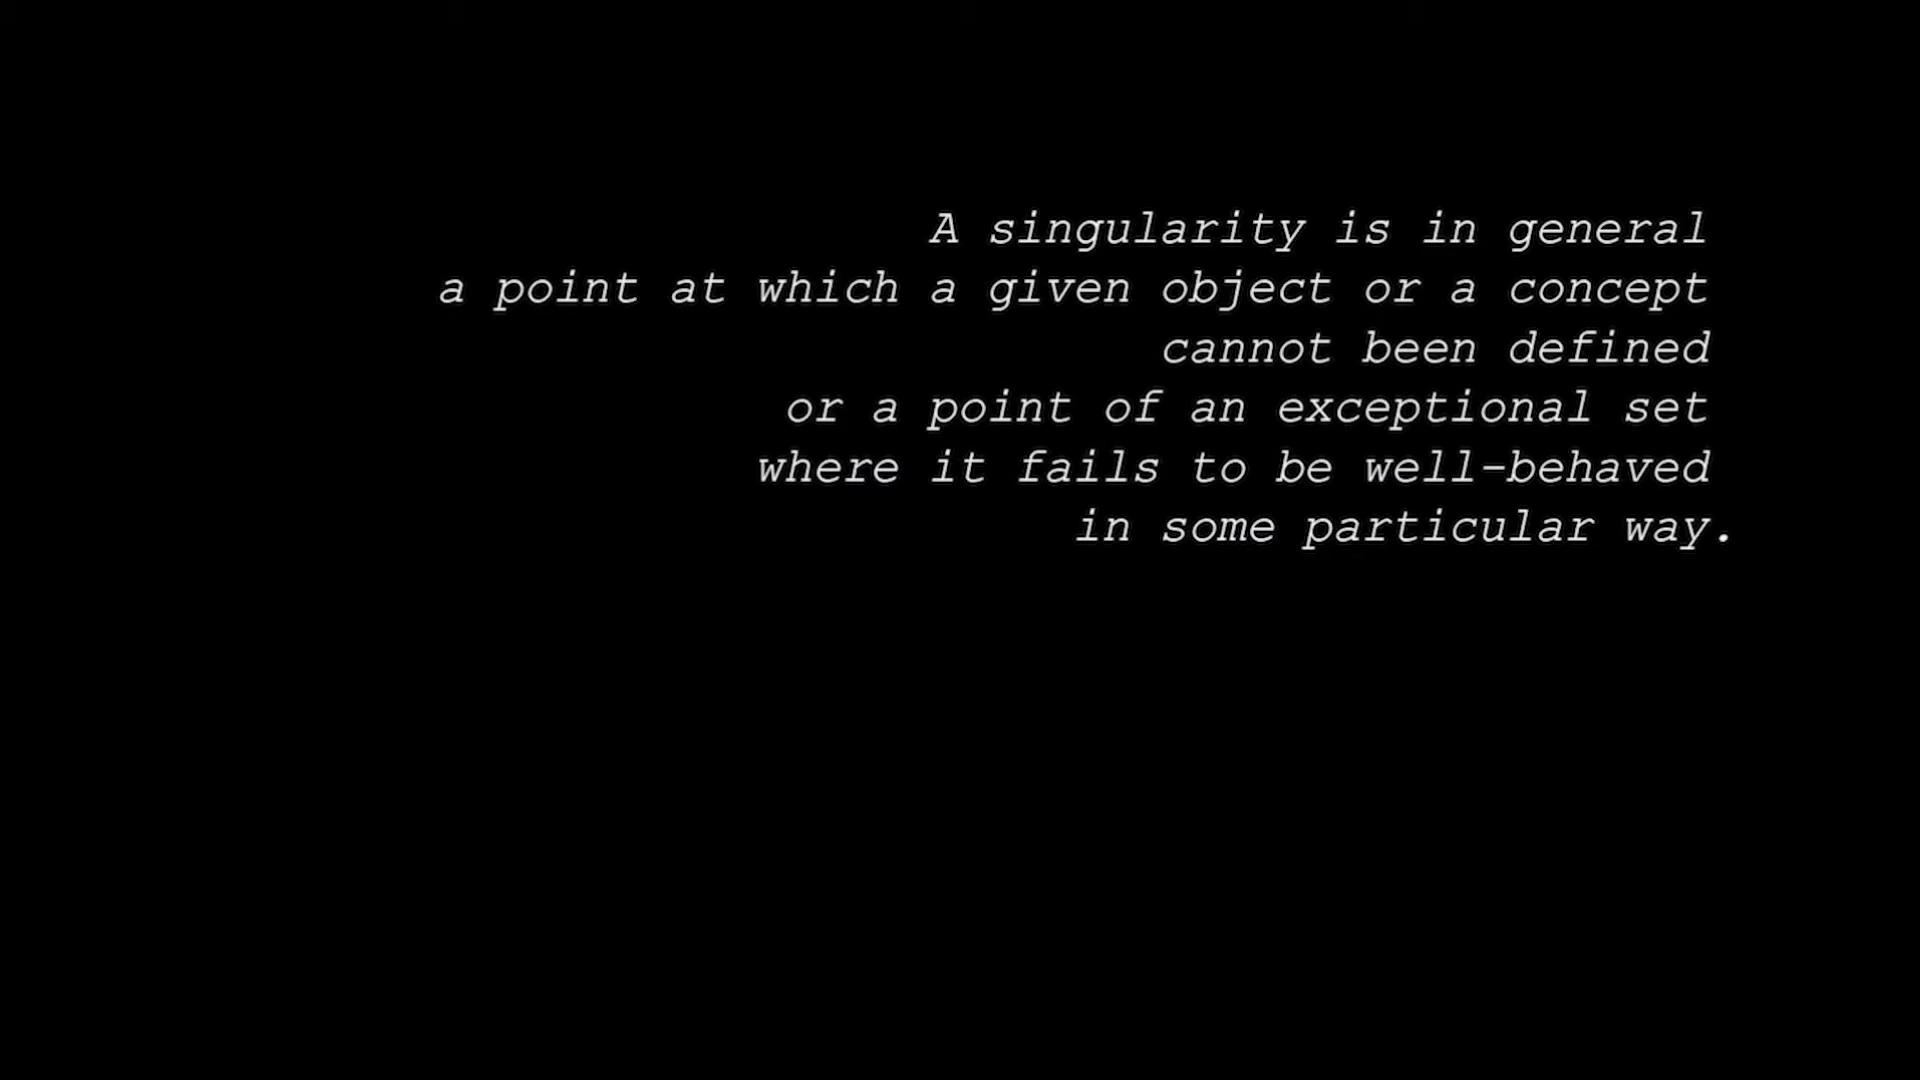 A singularity is in general
a point at which a given object or a concept
cannot been defined
or a point of an exceptional set
where it fails to be well-behaved
in some particular way.